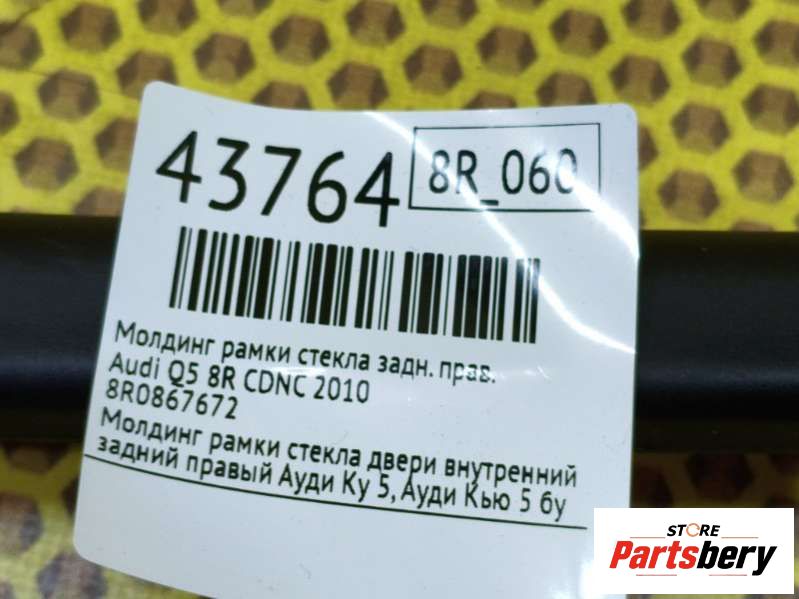 43764
8R_060
Молдинг рамки стекла задн. прав.
Audi Q5 8R CDNC 2010
8R0867672
Молдинг рамки стекла двери внутренний
задний правый Ауди Ку 5, Ауди Кью 5 бу
STORE
Partsbery